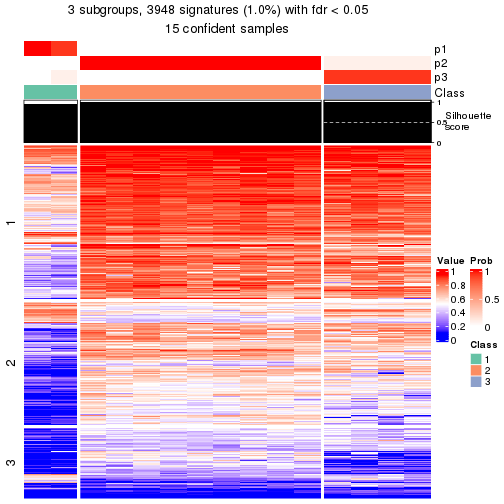 3 subgroups, 3948 signatures (1.0%) with fdr < 0.05
15 confident samples
p1
p2
p3
Class
1
0.5
0
Silhouette
score
1
2
3
Value
1
0.8
0.6
0.4
0.2
0
Prob
1
0.5
0
Class
1
2
3